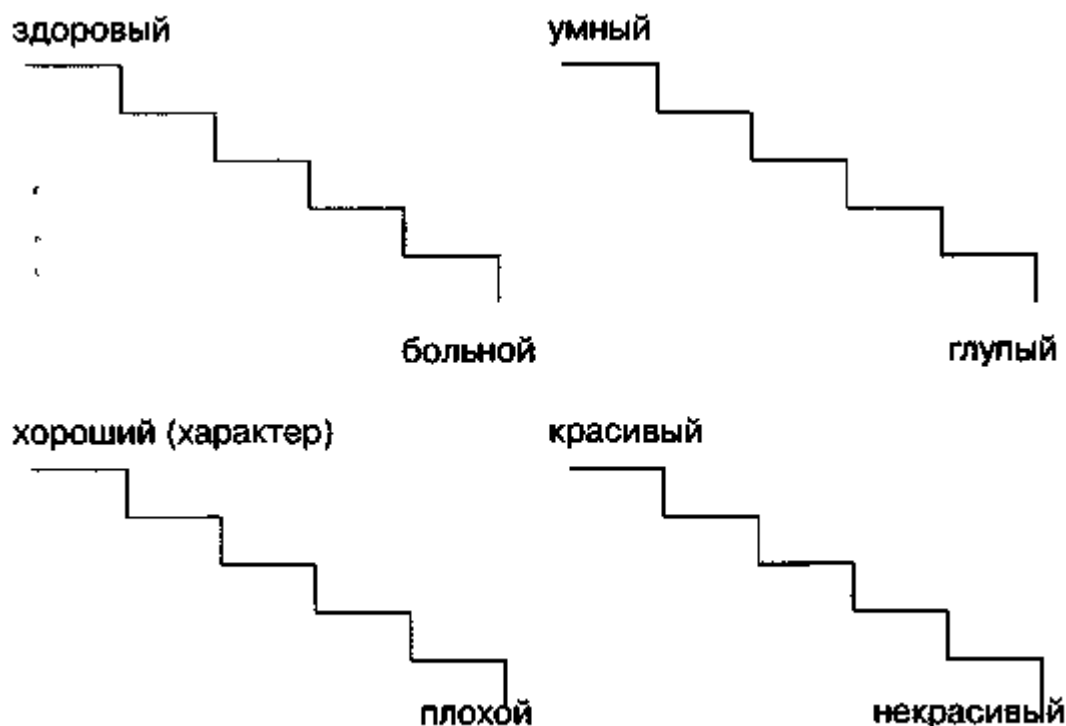 здоровый
умный
больной
глупый
хороший (характер)
красивый
плохой
некрасивый